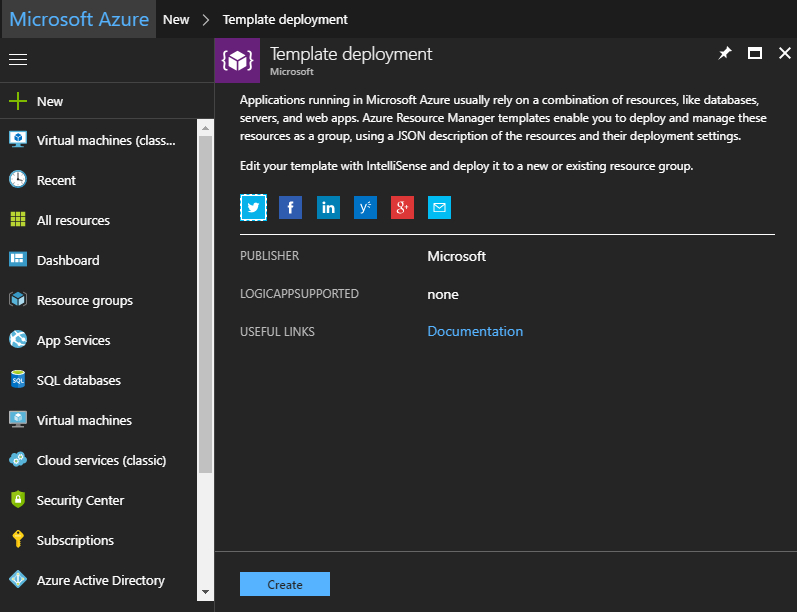 Microsoft Azure New > Template deployment
Template deployment
Microsoft
New
Virtual machines (class...
Recent
All resources
Dashboard
Resource groups
App Services
SQL databases
Virtual machines
Cloud services (classic)
Security Center
Subscriptions
Azure Active Directory
Applications running in Microsoft Azure usually rely on a combination of resources, like databases,
servers, and web apps. Azure Resource Manager templates enable you to deploy and manage these
resources as a group, using a JSON description of the resources and their deployment settings.
Edit your template with IntelliSense and deploy it to a new or existing resource group.
PUBLISHER Microsoft
LOGICAPPSUPPORTED none
USEFUL LINKS Documentation
Create